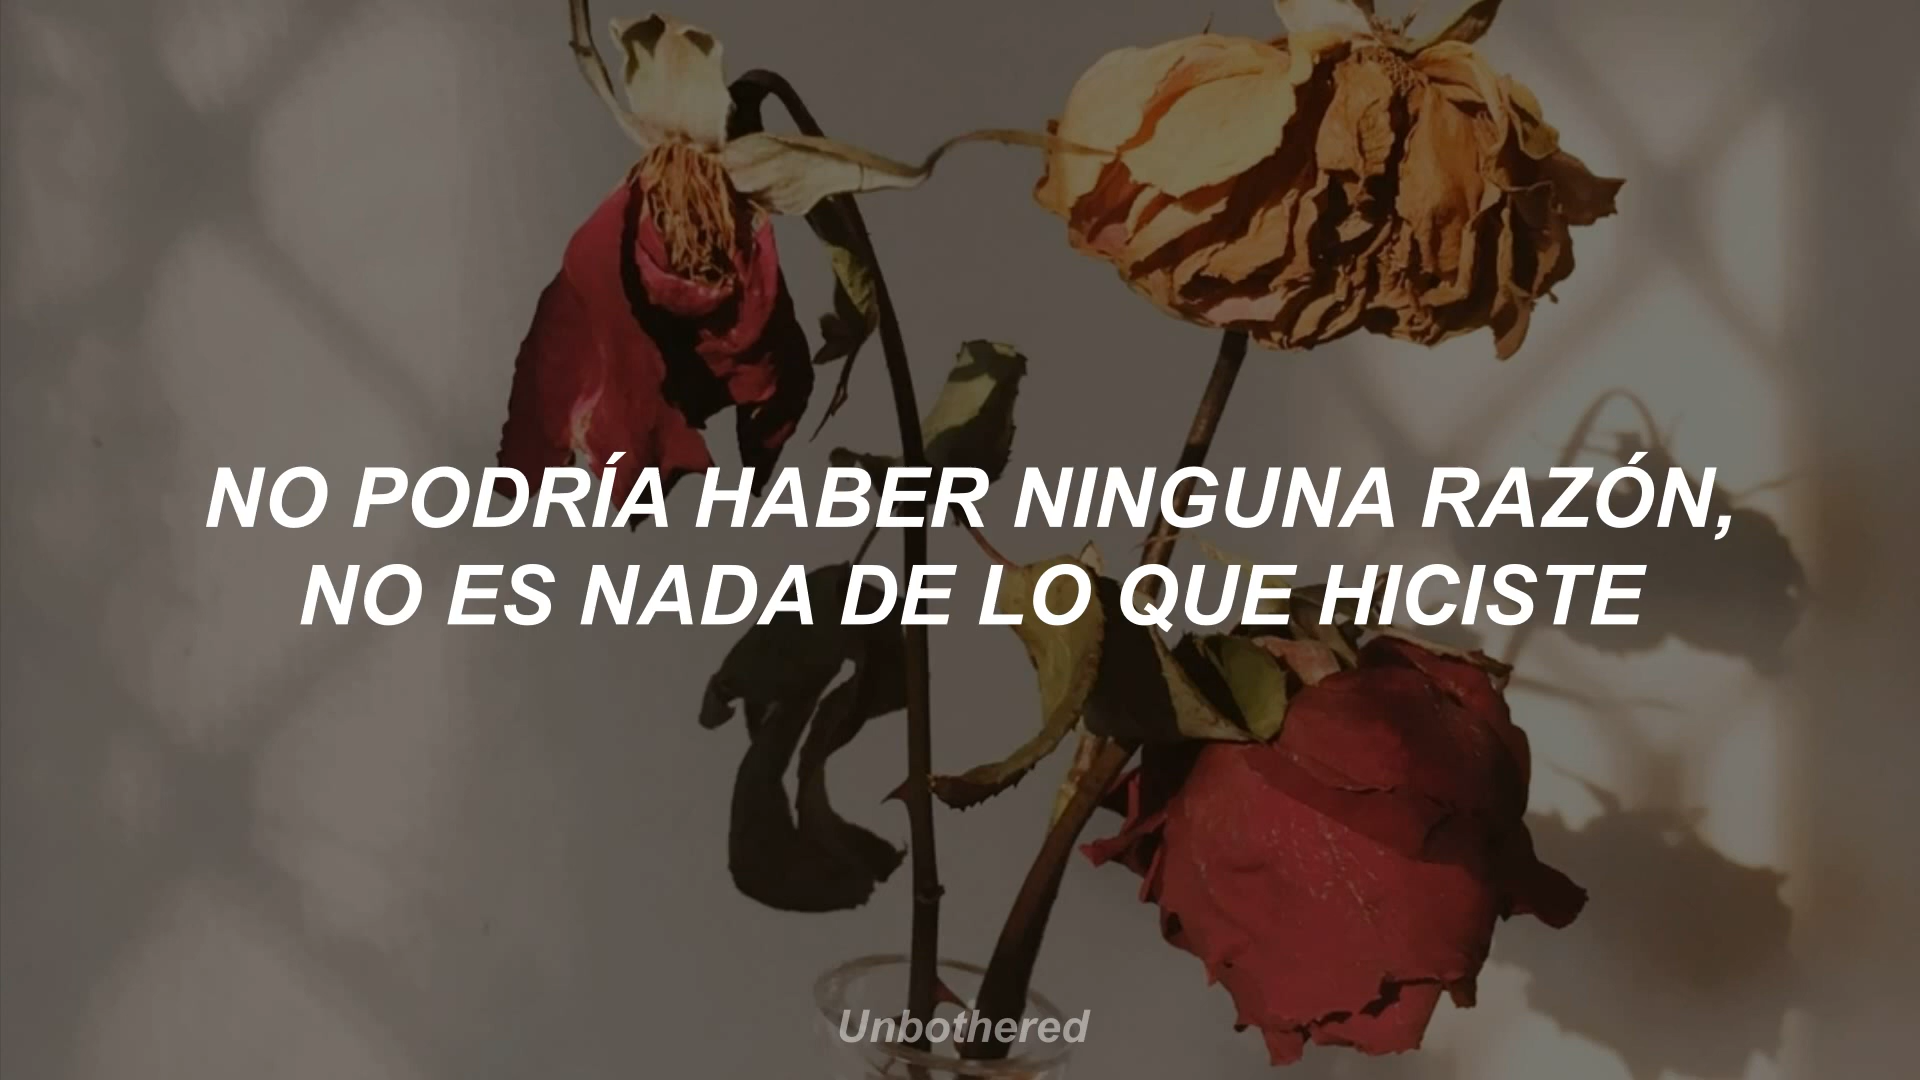 NO PODRÍA HABER NINGUNA RAZÓN,
NO ES NADA DE LO QUE HICISTE
Unbothered